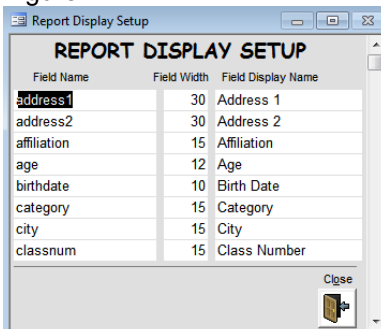 Report Display Setup
REPORT DISPLAY SETUP
Field Name Field Width Field Display Name
address1 30 Address 1
address2 30 Address 2
affiliation 15 Affiliation
age 12 Age
birthdate 10 Birth Date
category 15 Category
city 15 City
classnum 15 Class Number
Close